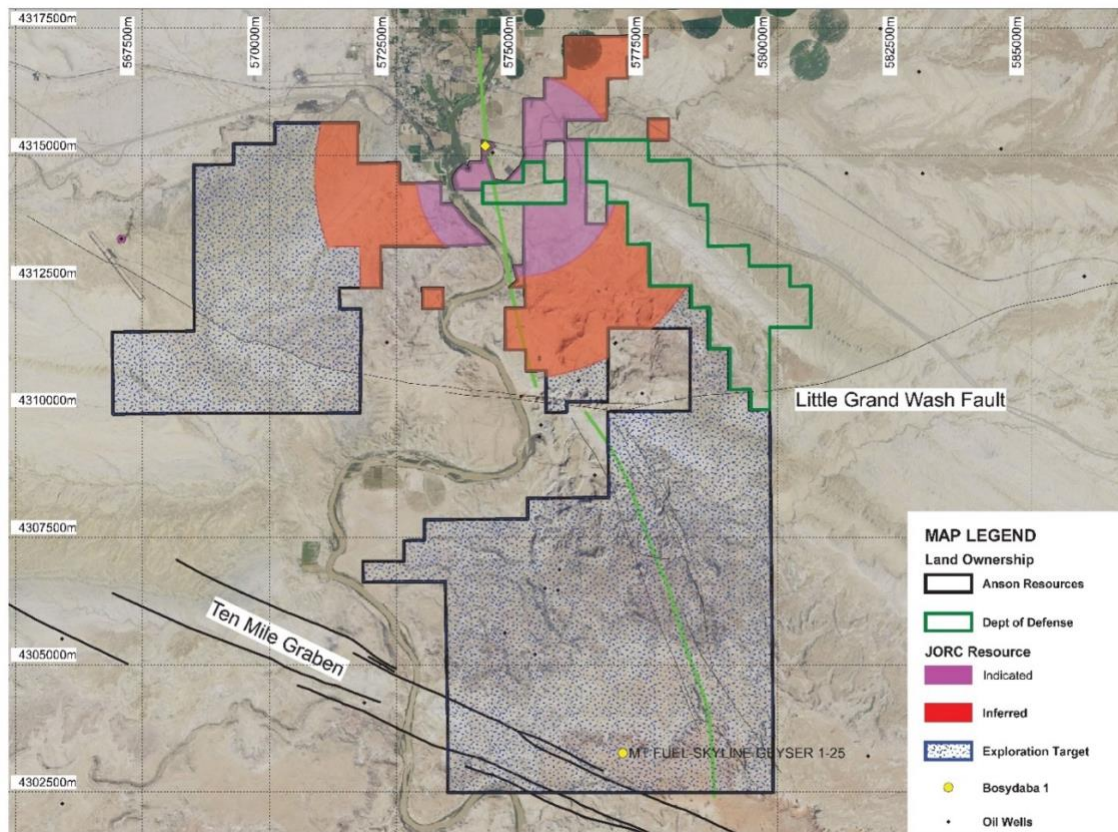 4317500m
567500m
570000m
572500m
575000m
577500m
580000m
582500m
585000m
4315000m
4312500m
4310000m
Little Grand Wash Fault
4307500m
Ten Mile Graben
4305000m
MT FUEL-SKYLINE GEYSER 1-25
4302500m
MAP LEGEND
Land Ownership
Anson Resources
Dept of Defense
JORC Resource
Indicated
Inferred
Exploration Target
Bosydaba 1
Oil Wells